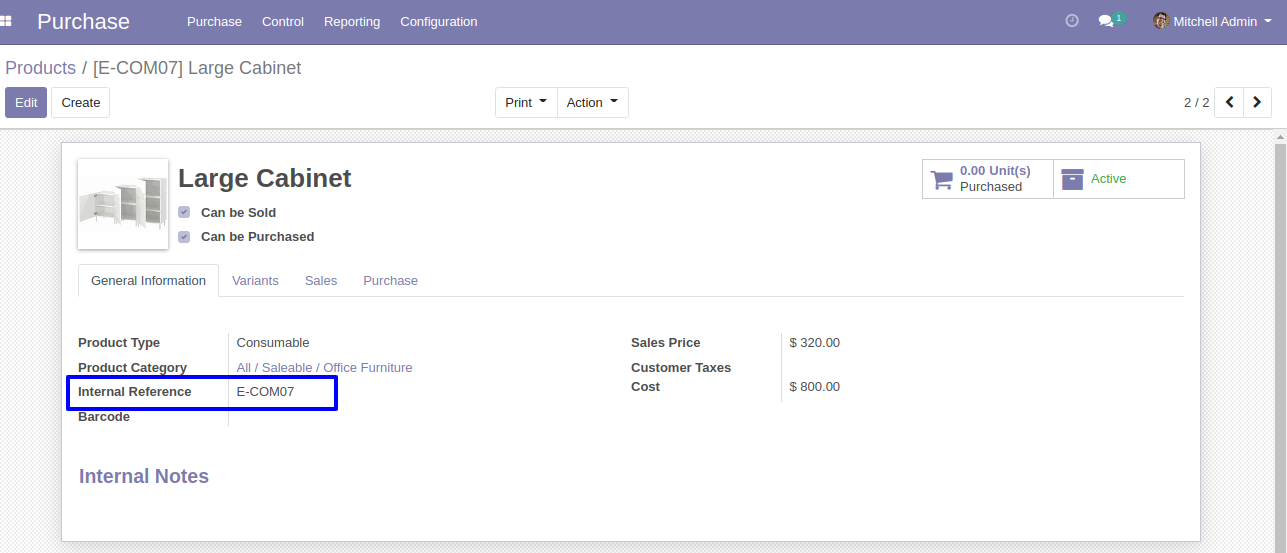 Purchase Purchase Control Reporting Configuration 1 Mitchell Admin
Products / [E-COM07] Large Cabinet
Edit Create Print Action 2 / 2
Large Cabinet
Can be Sold
Can be Purchased
0.00 Unit(s)
Purchased
Active
General Information Variants Sales Purchase
Product Type Consumable
Product Category All / Saleable / Office Furniture
Internal Reference E-COM07
Barcode
Sales Price $ 320.00
Customer Taxes
Cost $ 800.00
Internal Notes